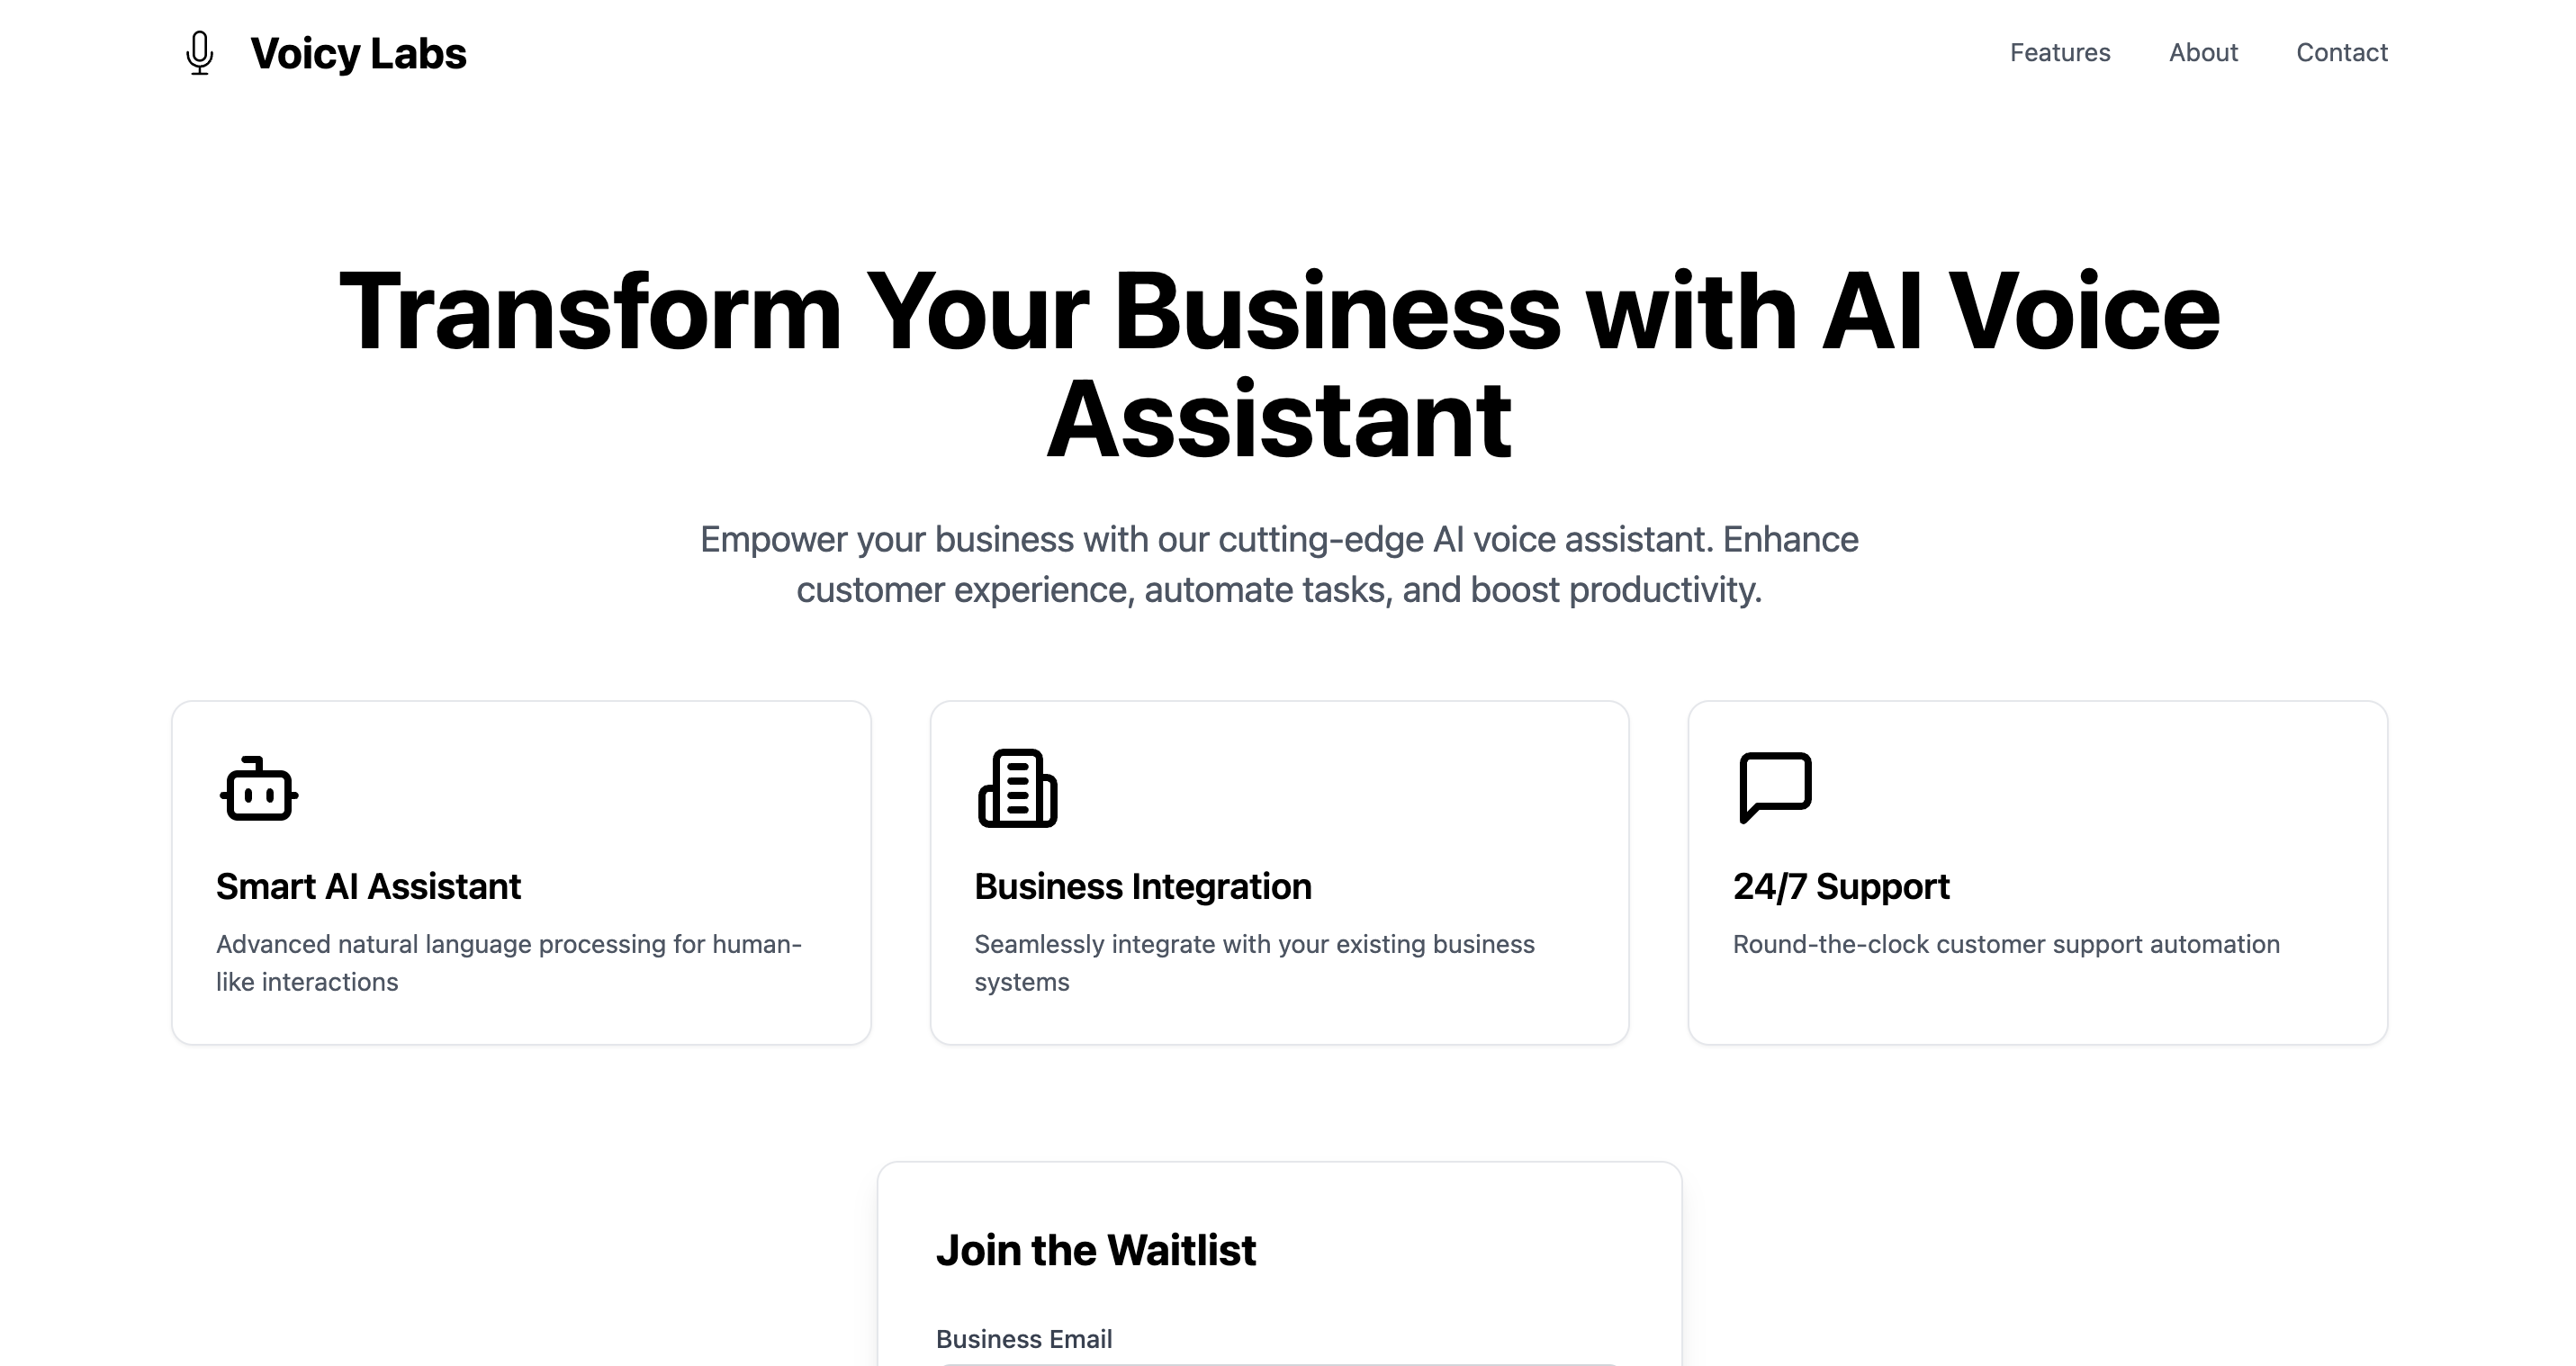 Voicy Labs
Features
About
Contact
Transform Your Business with AI Voice
Assistant
Empower your business with our cutting-edge AI voice assistant. Enhance
customer experience, automate tasks, and boost productivity.
Smart AI Assistant
Advanced natural language processing for human-
like interactions
Business Integration
Seamlessly integrate with your existing business
systems
24/7 Support
Round-the-clock customer support automation
Join the Waitlist
Business Email